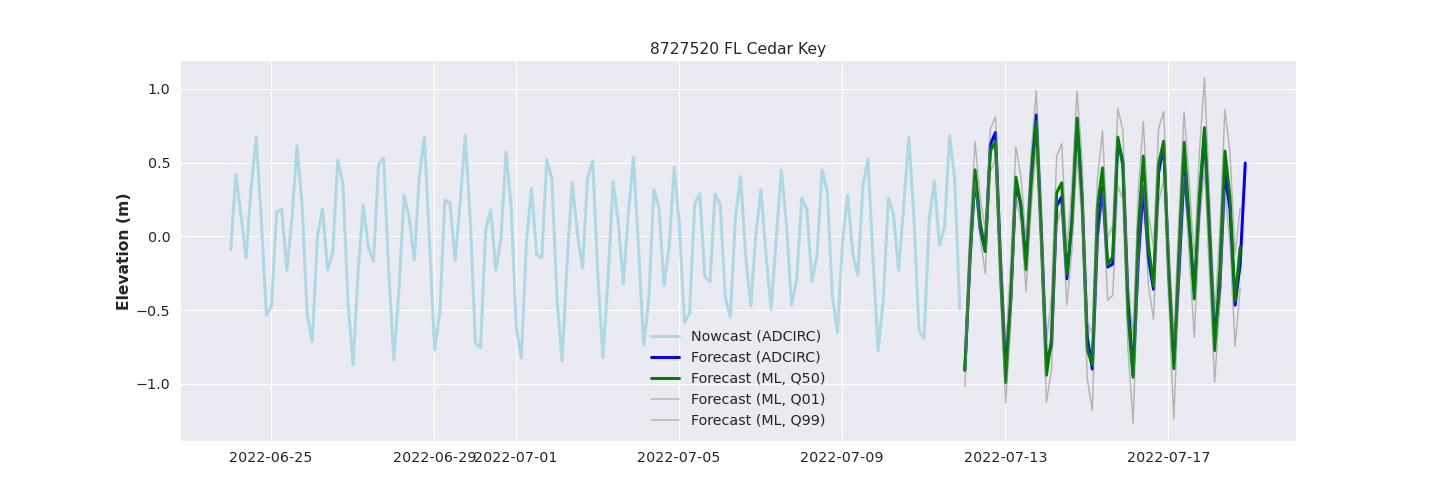 8727520 FL Cedar Key
Elevation (m)
1.0
0.5
0.0
−0.5
−1.0
Nowcast (ADCIRC)
Forecast (ADCIRC)
Forecast (ML, Q50)
Forecast (ML, Q01)
Forecast (ML, Q99)
2022-06-25 2022-06-29 2022-07-01 2022-07-05 2022-07-09 2022-07-13 2022-07-17